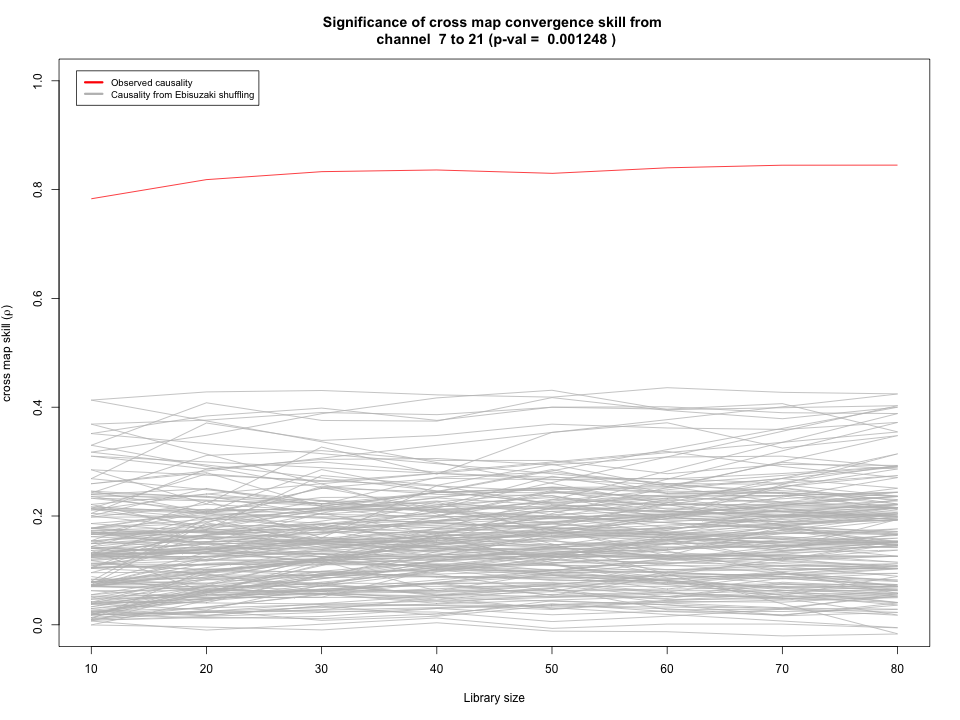 Significance of cross map convergence skill from
channel  7 to 21 (p-val =  0.001248 )
Observed causality
Causality from Ebisuzaki shuffling
cross map skill (ρ)
1.0
0.8
0.6
0.4
0.2
0.0
10 20 30 40 50 60 70 80
Library size